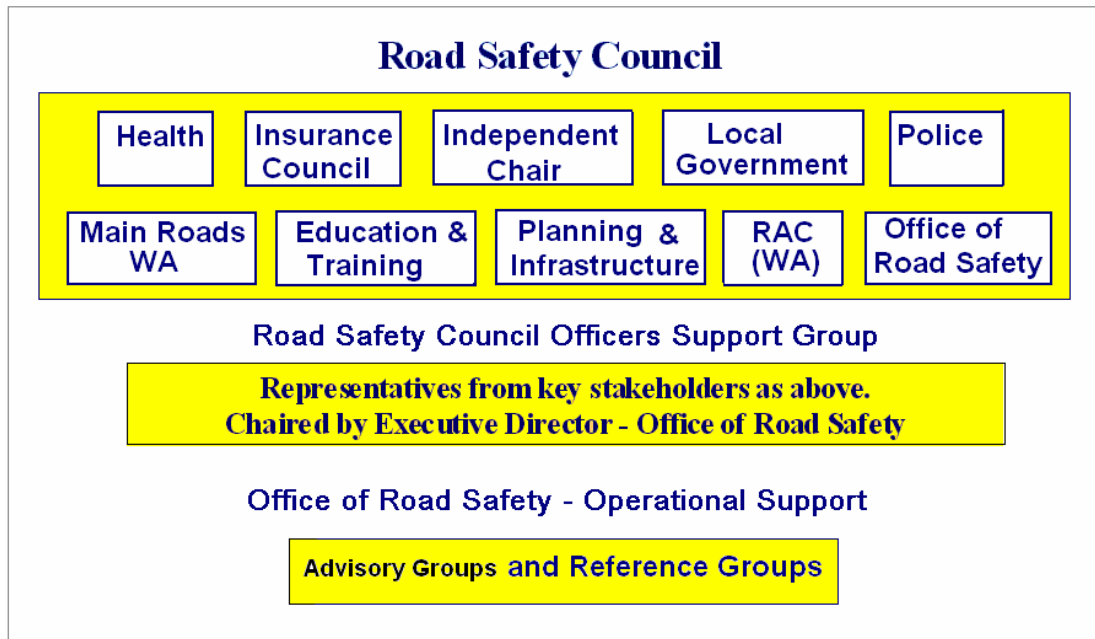 Road Safety Council
Health
Insurance
Council
Independent
Chair
Local
Government
Police
Main Roads
WA
Education &
Training
Planning &
Infrastructure
RAC
(WA)
Office of
Road Safety
Road Safety Council Officers Support Group
Representatives from key stakeholders as above.
Chaired by Executive Director - Office of Road Safety
Office of Road Safety - Operational Support
Advisory Groups and Reference Groups